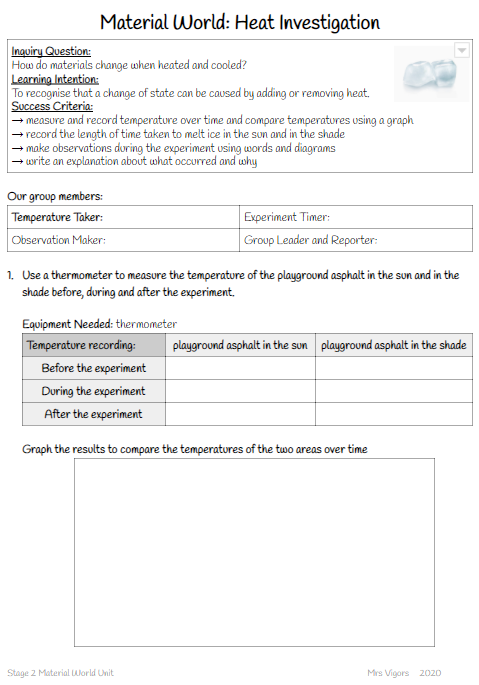 Material World: Heat Investigation
Inquiry Question:
How do materials change when heated and cooled?
Learning Intention:
To recognise that a change of state can be caused by adding or removing heat.
Success Criteria:
→ measure and record temperature over time and compare temperatures using a graph
→ record the length of time taken to melt ice in the sun and in the shade
→ make observations during the experiment using words and diagrams
→ write an explanation about what occurred and why
Our group members:
Temperature Taker: Experiment Timer:
Observation Maker: Group Leader and Reporter:
1. Use a thermometer to measure the temperature of the playground asphalt in the sun and in the
shade before, during and after the experiment.
Equipment Needed: thermometer
Temperature recording: playground asphalt in the sun playground asphalt in the shade
Before the experiment
During the experiment
After the experiment
Graph the results to compare the temperatures of the two areas over time
Stage 2 Material World Unit Mrs Vigors 2020